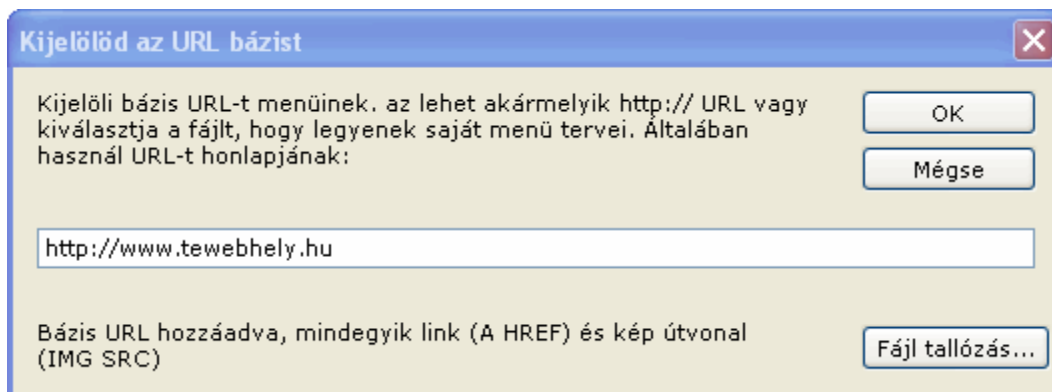 Kijelölöd az URL bázist
Kijelöli bázis URL-t menüinek. az lehet akármelyik http:// URL vagy
kiválasztja a fájlt, hogy legyenek saját menü tervei. Általában
használ URL-t honlapjának:
OK
Mégse
http://www.tewebhely.hu
Bázis URL hozzáadva, mindegyik link (A HREF) és kép útvonal
(IMG SRC)
Fájl tallózás...